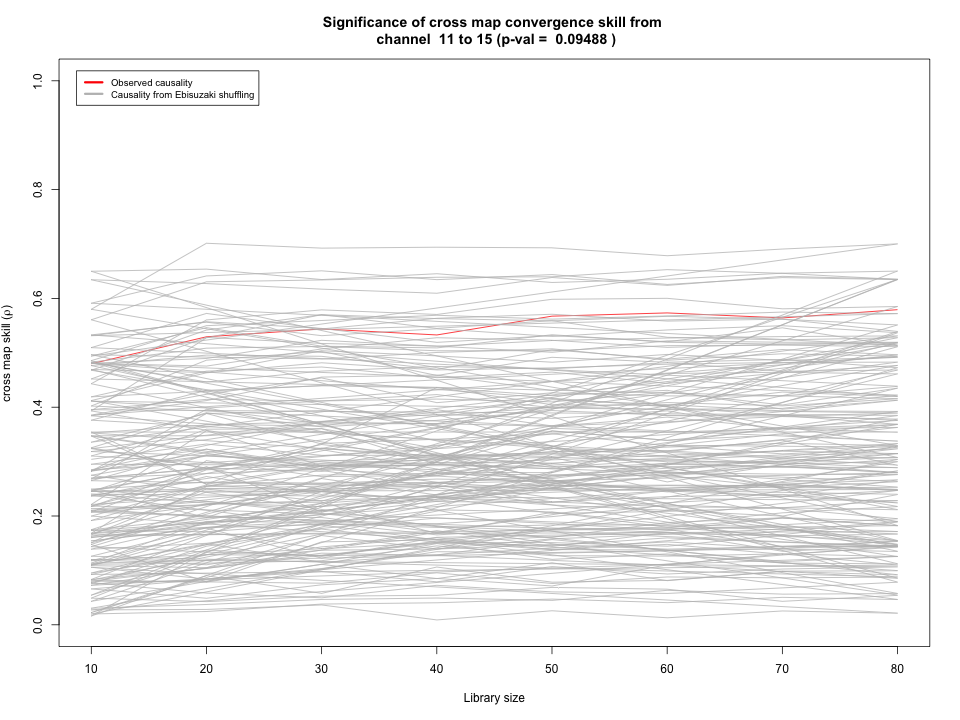 Significance of cross map convergence skill from
channel  11 to 15 (p-val =  0.09488 )
Observed causality
Causality from Ebisuzaki shuffling
cross map skill (ρ)
1.0
0.8
0.6
0.4
0.2
0.0
10 20 30 40 50 60 70 80
Library size